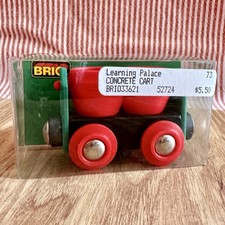 BRIO
Learning Palace 73
CONCRETE CART
BRIO33621 52724 $5.50